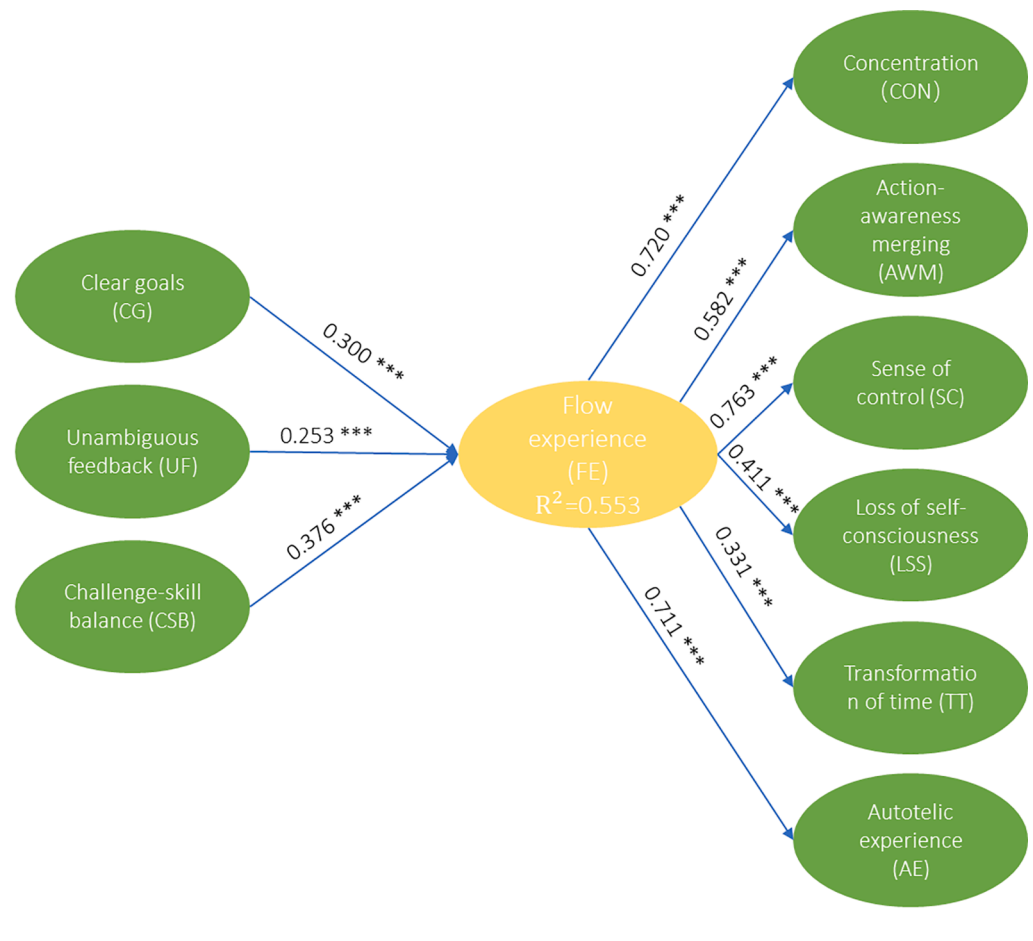 Concentration
(CON)
Action-
awareness
merging
(AWM)
Sense of
control (SC)
Loss of self-
consciousness
(LSS)
Transformatio
n of time (TT)
Autotelic
experience
(AE)
Clear goals
(CG)
Unambiguous
feedback (UF)
Challenge-skill
balance (CSB)
Flow
experience
(FE)
R²=0.553
0.300 ***
0.253 ***
0.376 ***
0.720 ***
0.582 ***
0.763 ***
0.411 ***
0.331 ***
0.711 ***